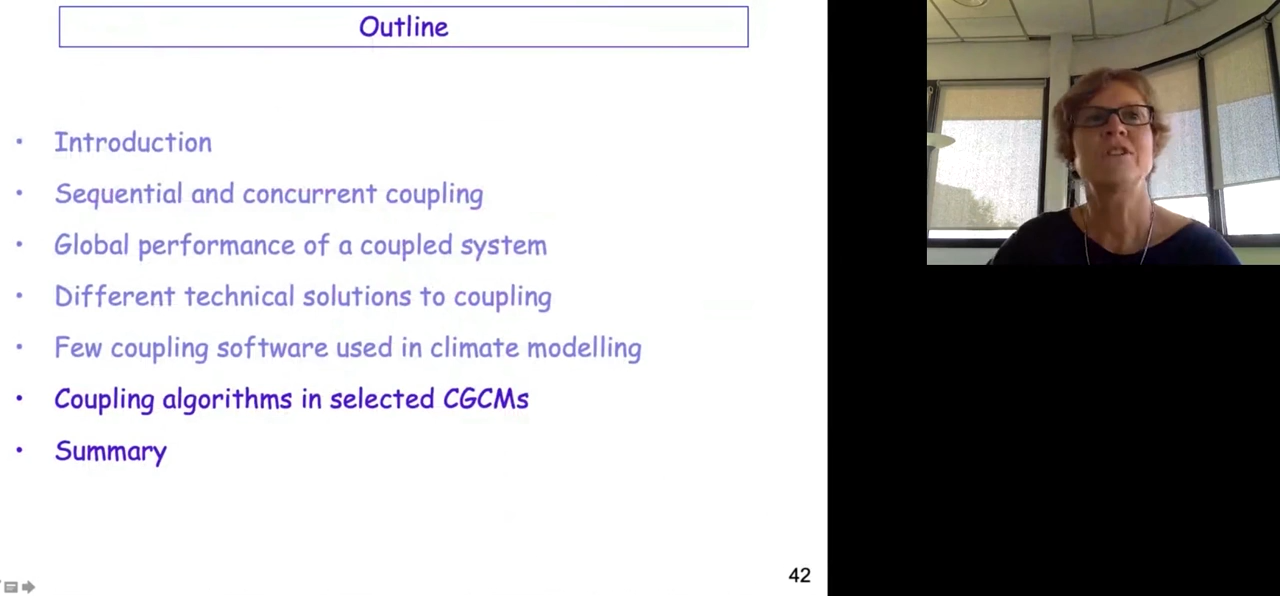 Outline
• Introduction
• Sequential and concurrent coupling
• Global performance of a coupled system
• Different technical solutions to coupling
• Few coupling software used in climate modelling
• Coupling algorithms in selected CGCMs
• Summary
42